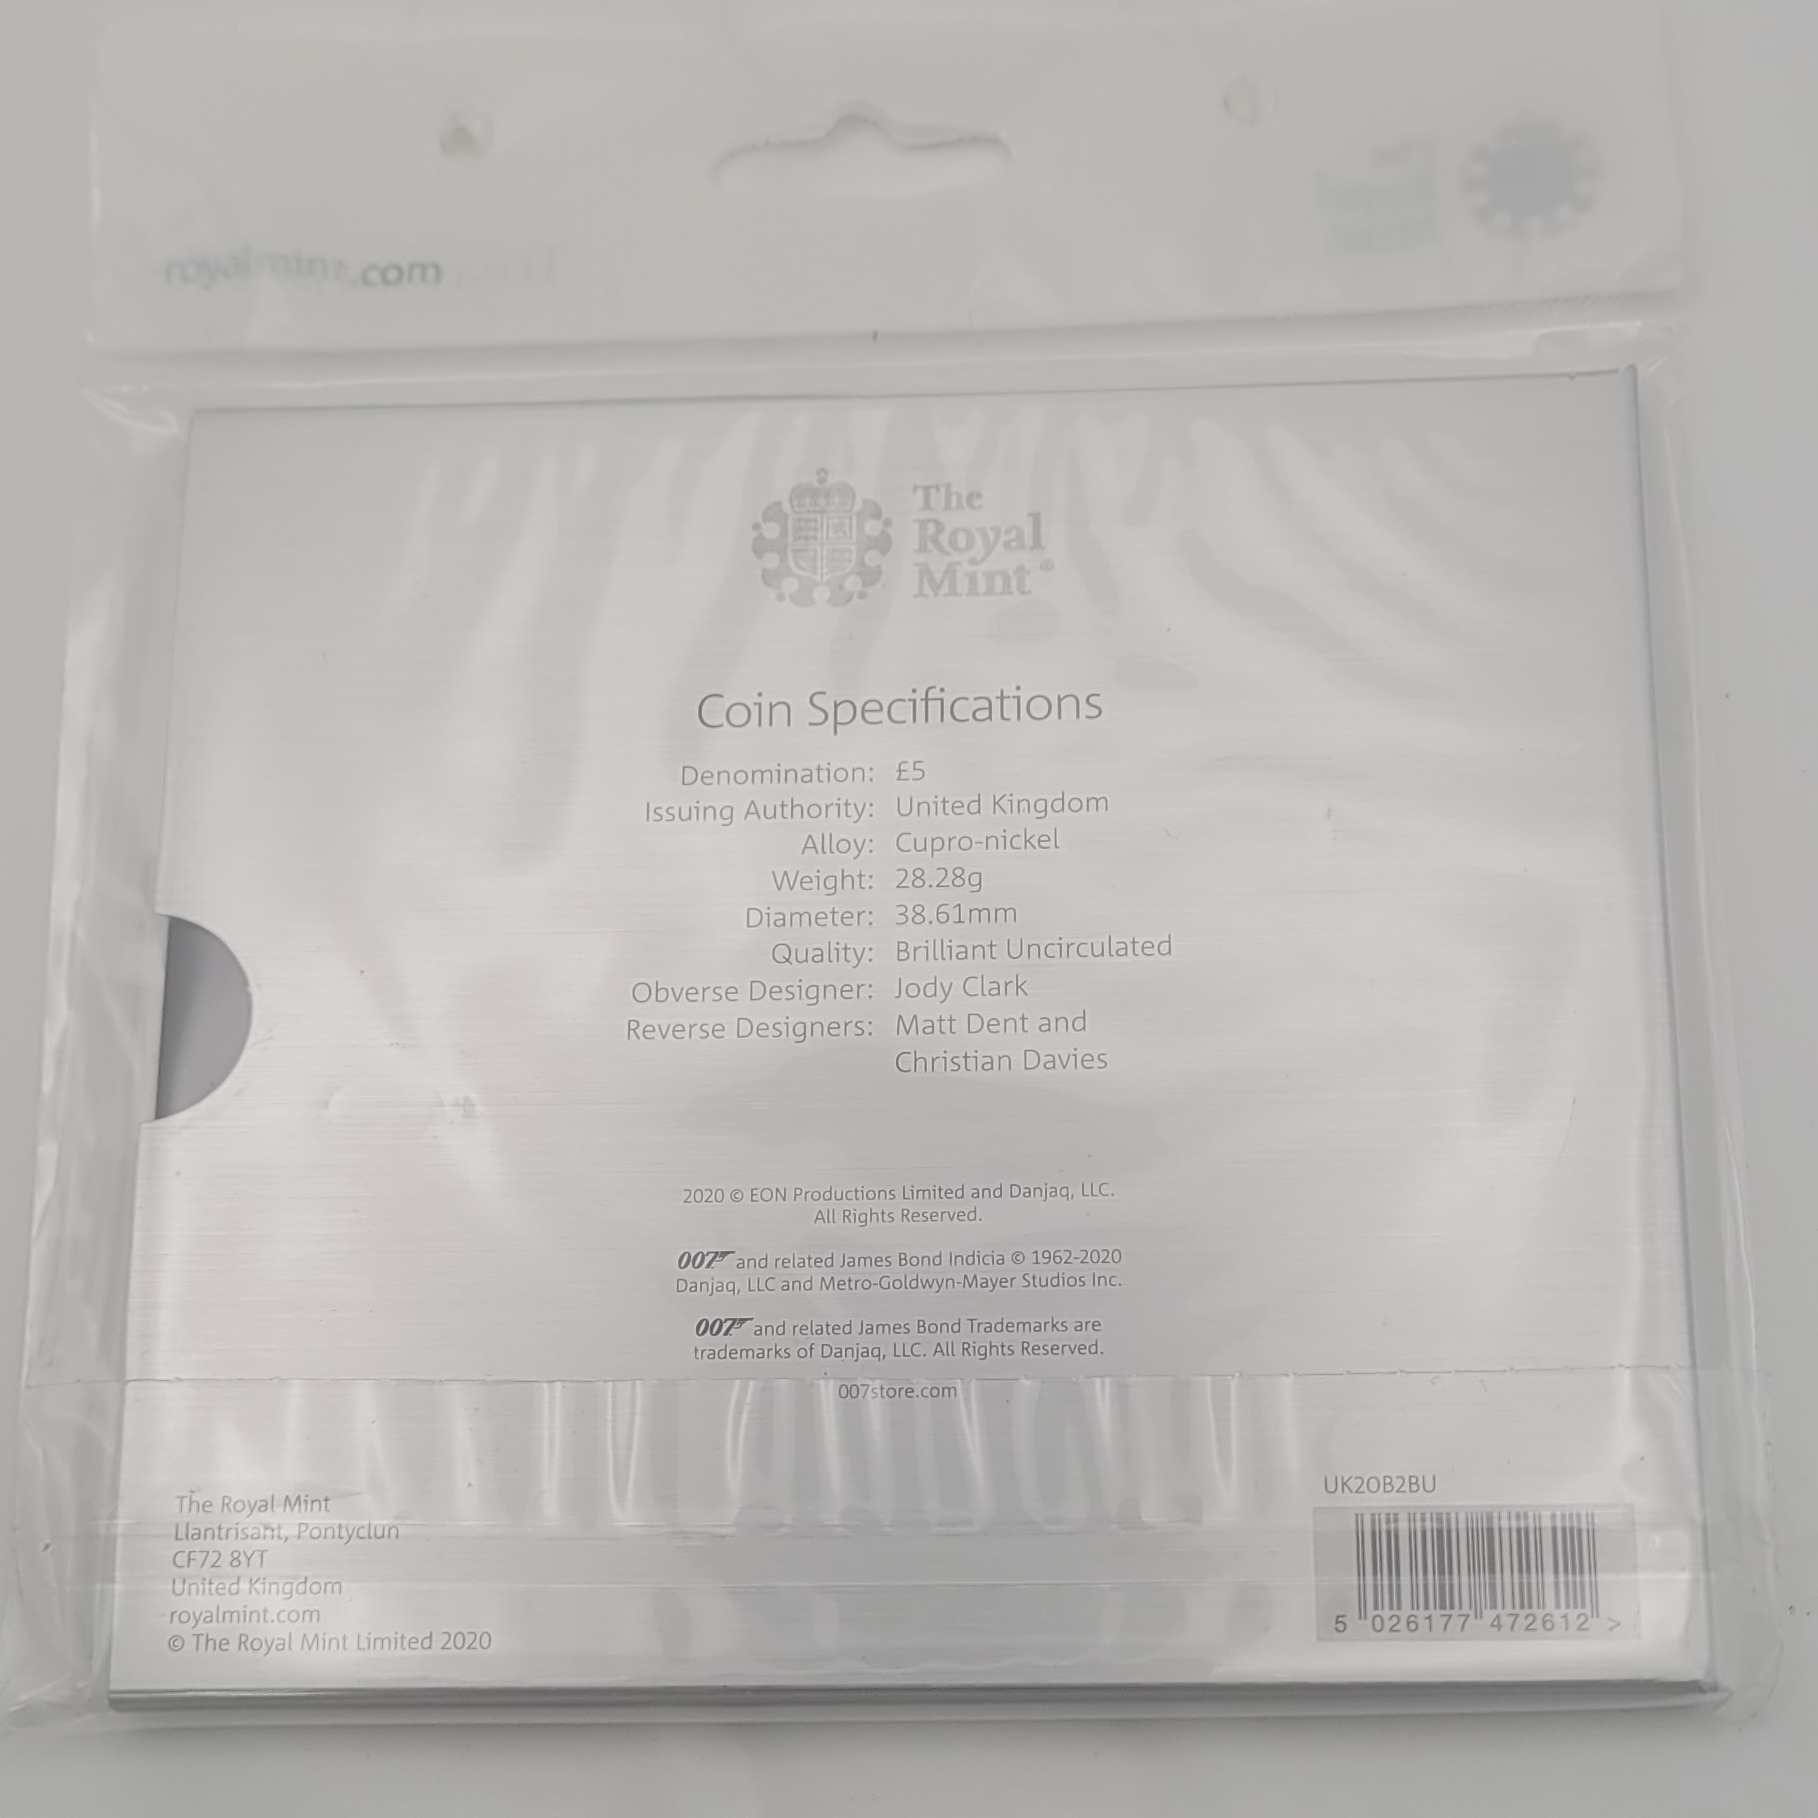 royalmint.com
The
Royal
Mint®
Coin Specifications
Denomination: £5
Issuing Authority: United Kingdom
Alloy: Cupro-nickel
Weight: 28.28g
Diameter: 38.61mm
Quality: Brilliant Uncirculated
Obverse Designer: Jody Clark
Reverse Designers: Matt Dent and
Christian Davies
2020 © EON Productions Limited and Danjaq, LLC.
All Rights Reserved.
007 and related James Bond Indicia © 1962-2020
Danjaq, LLC and Metro-Goldwyn-Mayer Studios Inc.
007 and related James Bond Trademarks are
trademarks of Danjaq, LLC. All Rights Reserved.
007store.com
The Royal Mint
Llantrisant, Pontyclun
CF72 8YT
United Kingdom
royalmint.com
© The Royal Mint Limited 2020
UK20B2BU
5 026177 472612 >